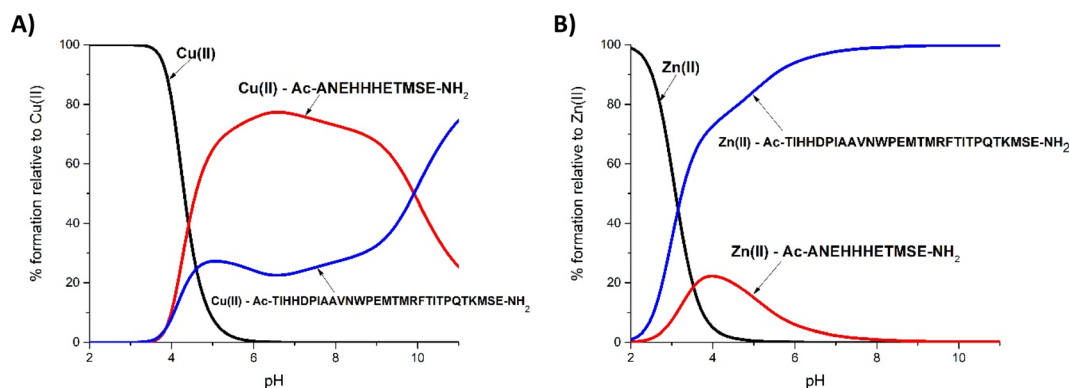 A)
% formation relative to Cu(II)
100
80
60
40
20
0
Cu(II)
Cu(II) - Ac-ANEHHHETMSE-NH2
Cu(II) - Ac-TIHHDPIAAVNWPEMTMRFTITPQTKMSE-NH2
2 4 6 8 10
pH
B)
% formation relative to Zn(II)
100
80
60
40
20
0
Zn(II)
Zn(II) - Ac-TIHHDPIAAVNWPEMTMRFTITPQTKMSE-NH2
Zn(II) - Ac-ANEHHHETMSE-NH2
2 4 6 8 10
pH